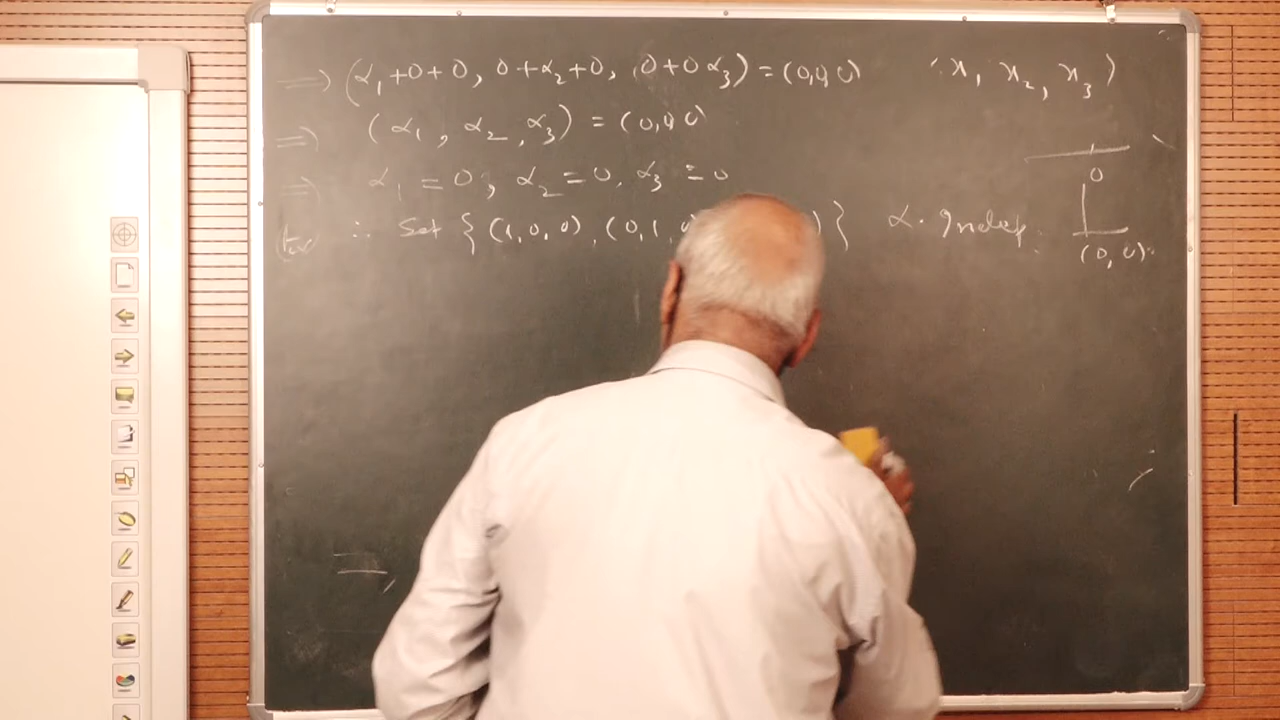 ⇒ (α₁+0+0, 0+α₂+0, 0+0 α₃) = (0,0 0) (x₁ x₂, x₃)
⇒ (α₁, α₂, α₃) = (0,0 0)
⇒ α₁ = 0, α₂ = 0, α₃ = 0
0
∴ Set {(1,0,0), (0,1, )} L. Indep.
(0, 0).